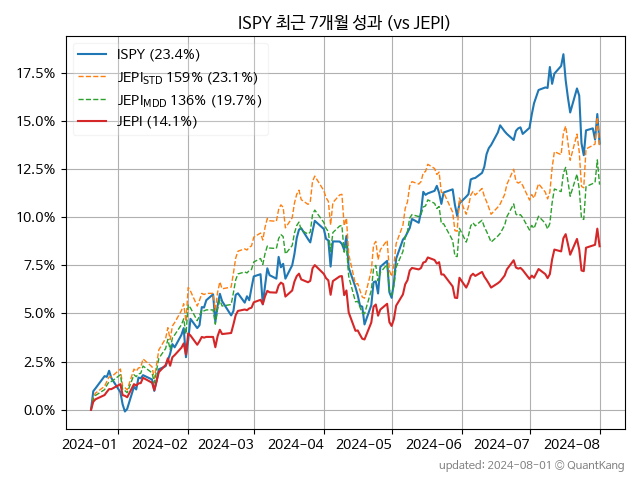 ISPY 최근 7개월 성과 (vs JEPI)
ISPY (23.4%)
JEPI_STD 159% (23.1%)
JEPI_MDD 136% (19.7%)
JEPI (14.1%)
17.5%
15.0%
12.5%
10.0%
7.5%
5.0%
2.5%
0.0%
2024-01 2024-02 2024-03 2024-04 2024-05 2024-06 2024-07 2024-08
updated: 2024-08-01 © QuantKang